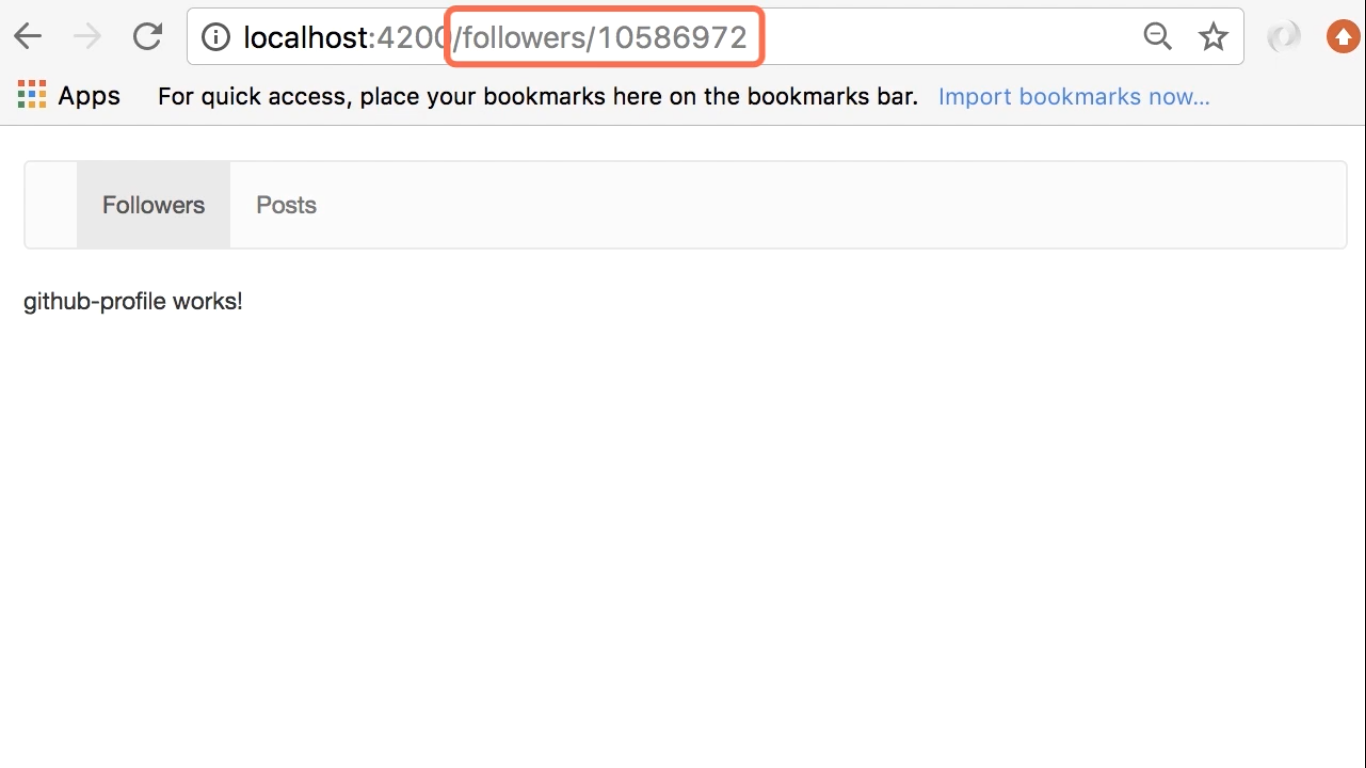 localhost:4200/followers/10586972
Apps For quick access, place your bookmarks here on the bookmarks bar. Import bookmarks now...
Followers Posts
github-profile works!